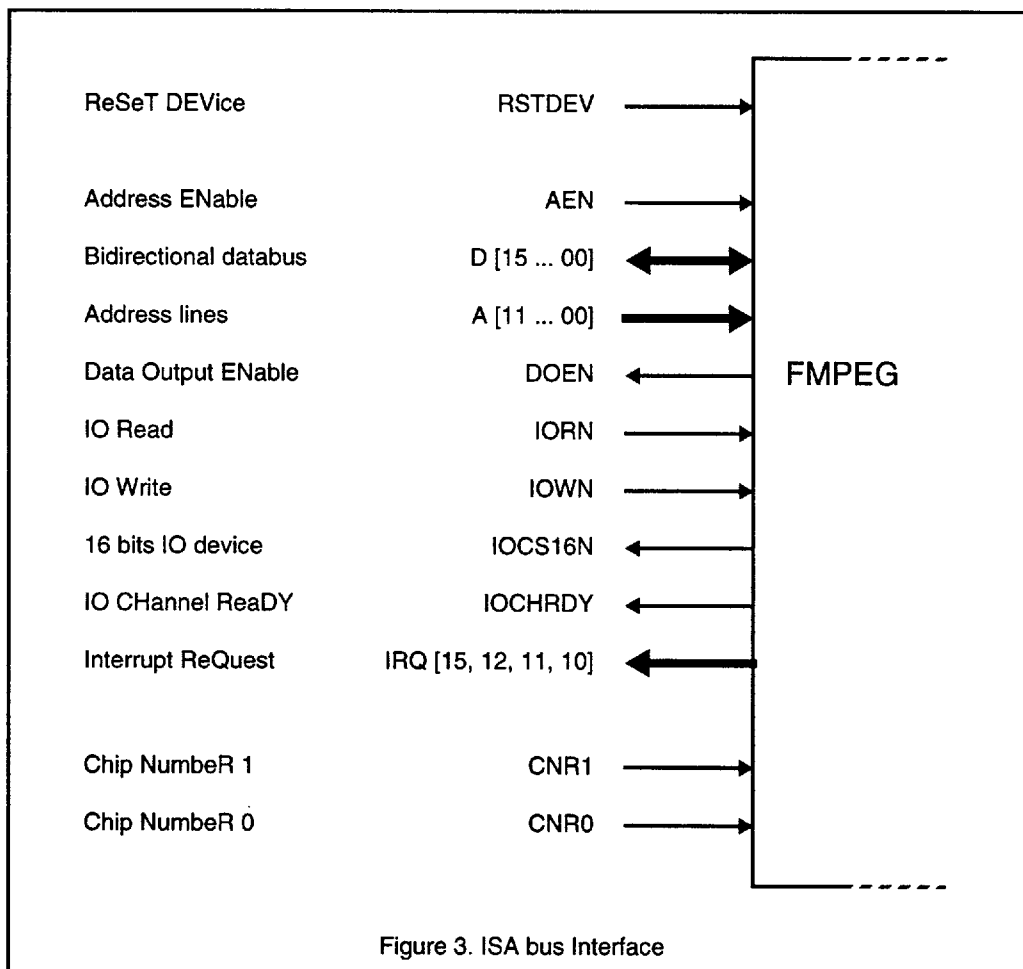 ReSeT DEVice RSTDEV
Address ENable AEN
Bidirectional databus D [15 ... 00]
Address lines A [11 ... 00]
Data Output ENable DOEN
FMPEG
IO Read IORN
IO Write IOWN
16 bits IO device IOCS16N
IO CHannel ReaDY IOCHRDY
Interrupt ReQuest IRQ [15, 12, 11, 10]
Chip NumbeR 1 CNR1
Chip NumbeR 0 CNR0
Figure 3. ISA bus Interface